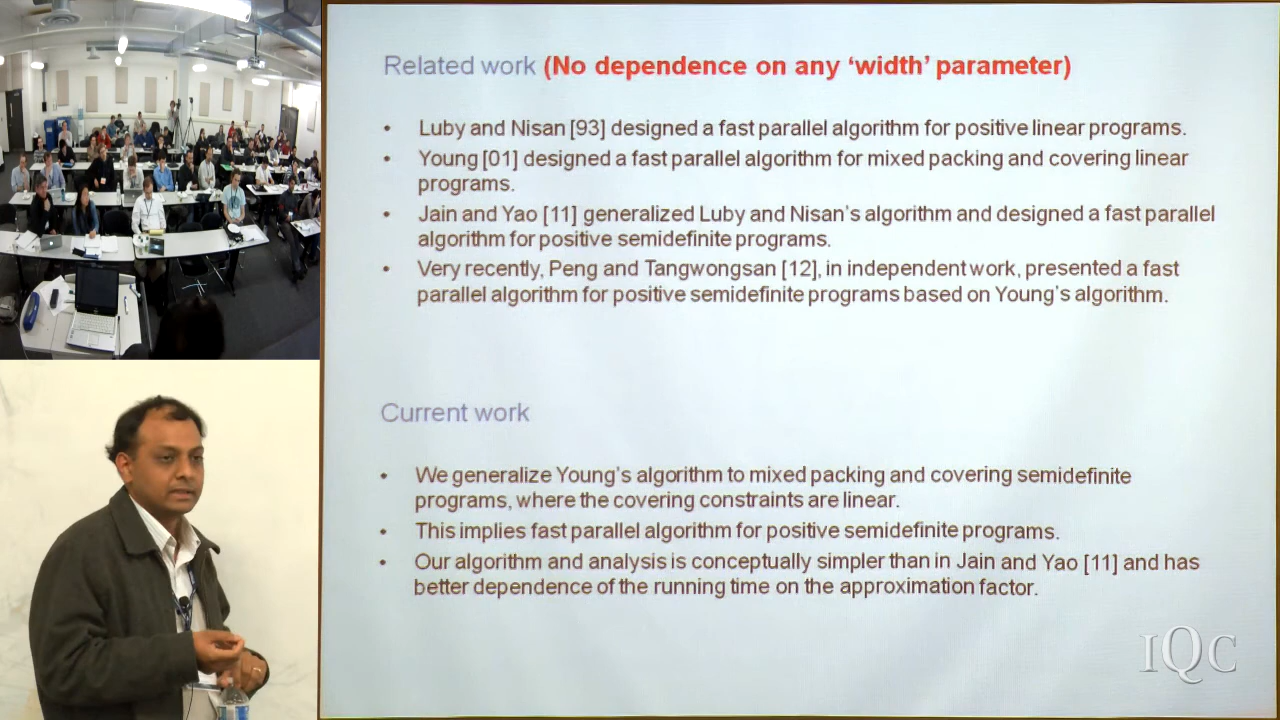 Related work (No dependence on any ‘width’ parameter)
• Luby and Nisan [93] designed a fast parallel algorithm for positive linear programs.
• Young [01] designed a fast parallel algorithm for mixed packing and covering linear
programs.
• Jain and Yao [11] generalized Luby and Nisan’s algorithm and designed a fast parallel
algorithm for positive semidefinite programs.
• Very recently, Peng and Tangwongsan [12], in independent work, presented a fast
parallel algorithm for positive semidefinite programs based on Young’s algorithm.
Current work
• We generalize Young’s algorithm to mixed packing and covering semidefinite
programs, where the covering constraints are linear.
• This implies fast parallel algorithm for positive semidefinite programs.
• Our algorithm and analysis is conceptually simpler than in Jain and Yao [11] and has
better dependence of the running time on the approximation factor.
IQC